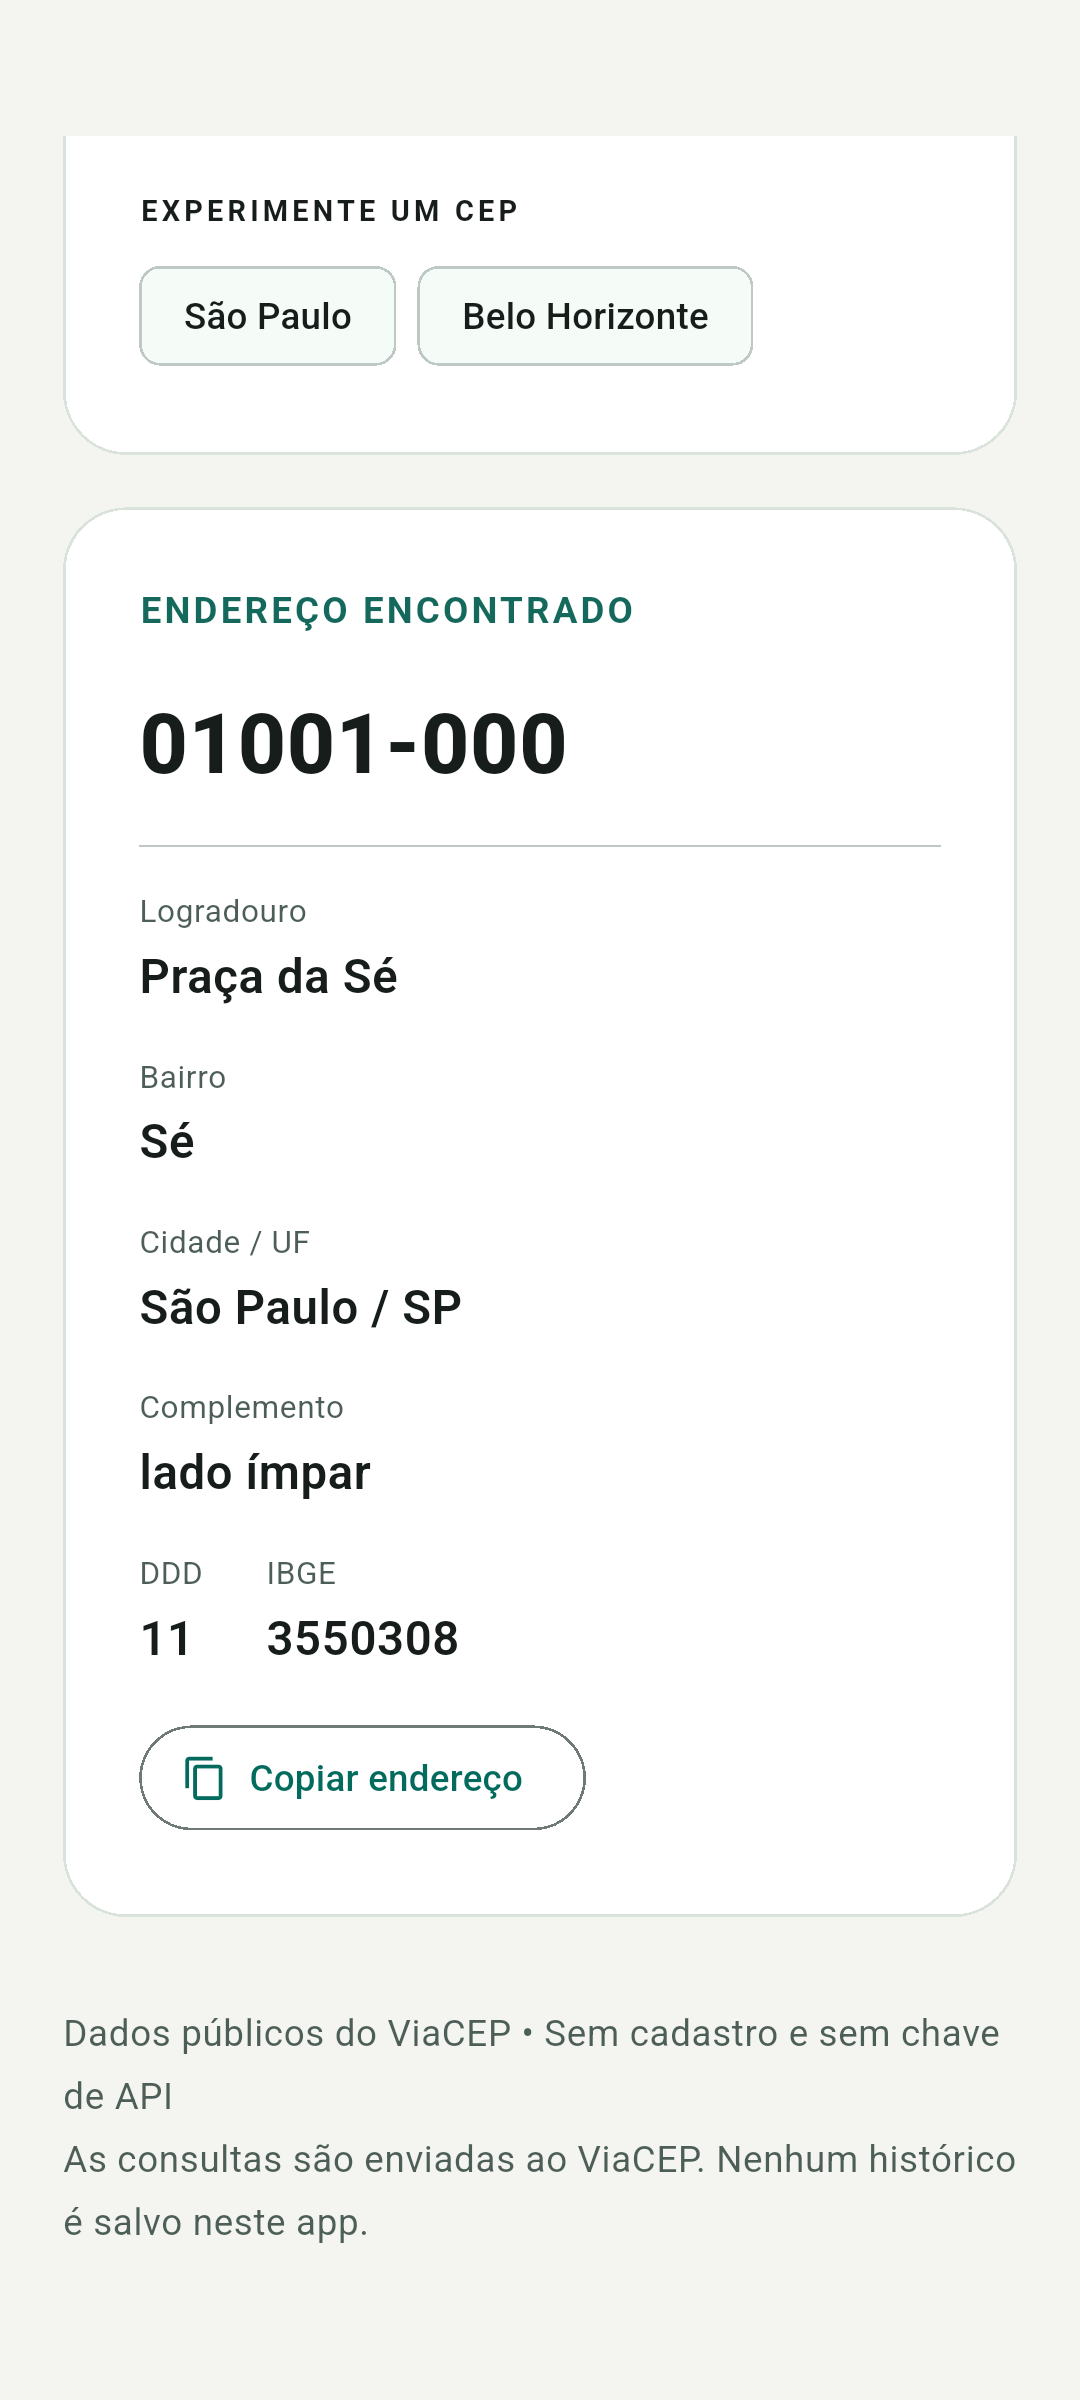 EXPERIMENTE UM CEP
São Paulo
Belo Horizonte
ENDEREÇO ENCONTRADO
01001-000
Logradouro
Praça da Sé
Bairro
Sé
Cidade / UF
São Paulo / SP
Complemento
lado ímpar
DDD IBGE
11 3550308
Copiar endereço
Dados públicos do ViaCEP • Sem cadastro e sem chave
de API
As consultas são enviadas ao ViaCEP. Nenhum histórico
é salvo neste app.